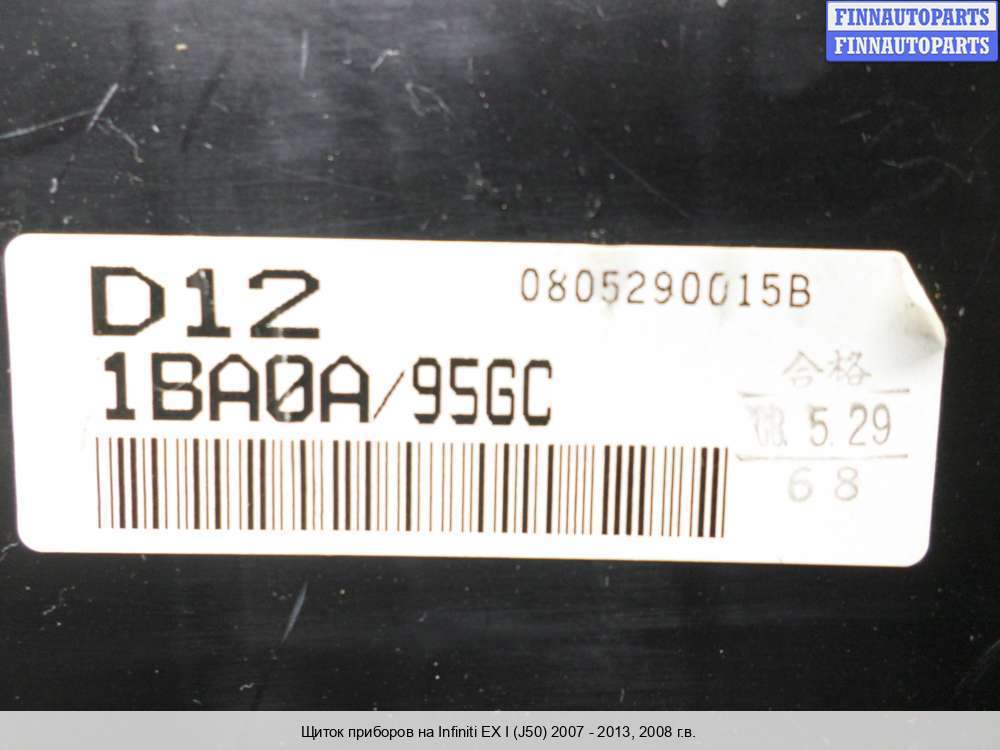 FINNAUTOPARTS
FINNAUTOPARTS
D12
0805290015B
1BA0A/95GC
合格
5.29
68
Щиток приборов на Infiniti EX I (J50) 2007 - 2013, 2008 г.в.